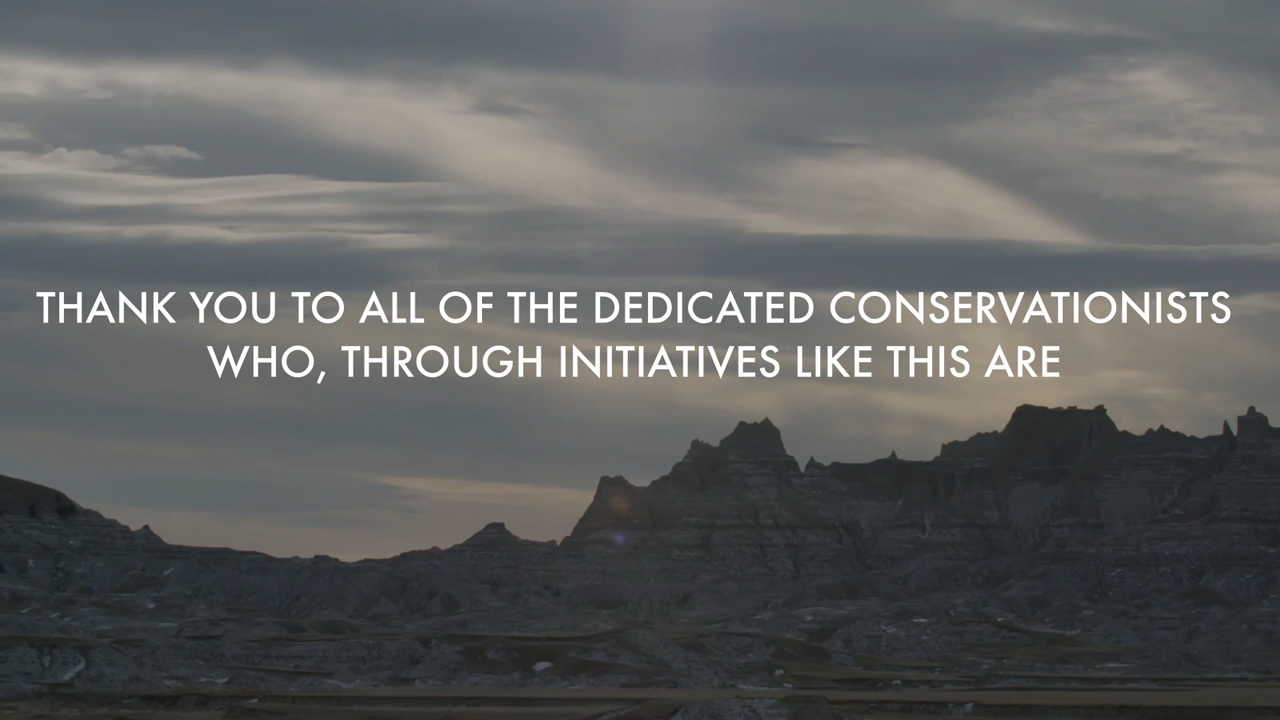 THANK YOU TO ALL OF THE DEDICATED CONSERVATIONISTS
WHO, THROUGH INITIATIVES LIKE THIS ARE